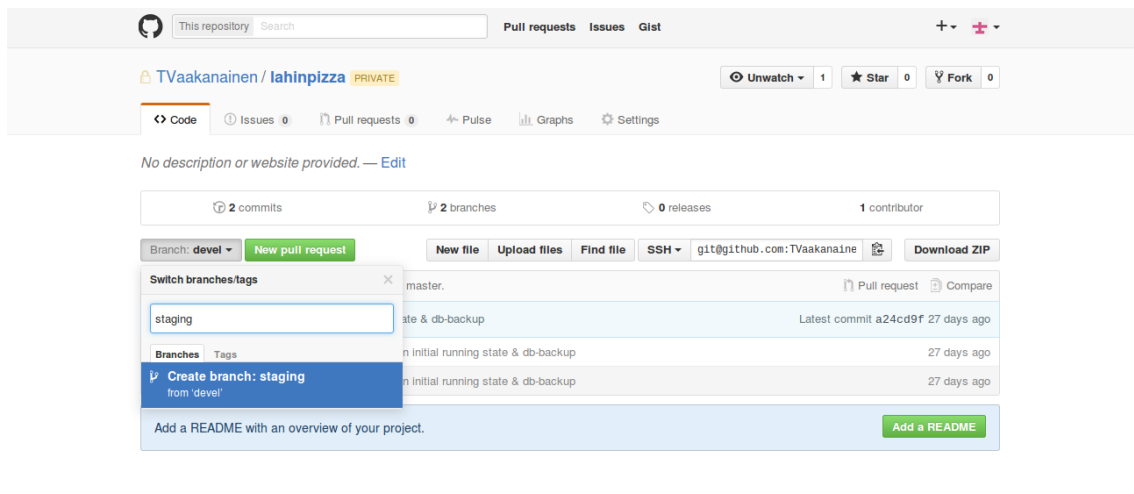 This repository Search Pull requests Issues Gist
TVaakanainen / lahinpizza PRIVATE Unwatch 1 Star 0 Fork 0
Code Issues 0 Pull requests 0 Pulse Graphs Settings
No description or website provided. — Edit
2 commits 2 branches 0 releases 1 contributor
Branch: devel New pull request New file Upload files Find file SSH git@github.com:TVaakanaine Download ZIP
Switch branches/tags master. Pull request Compare
staging & db-backup Latest commit a24cd9f 27 days ago
Branches Tags initial running state & db-backup 27 days ago
Create branch: staging initial running state & db-backup 27 days ago
from 'devel'
Add a README with an overview of your project. Add a README